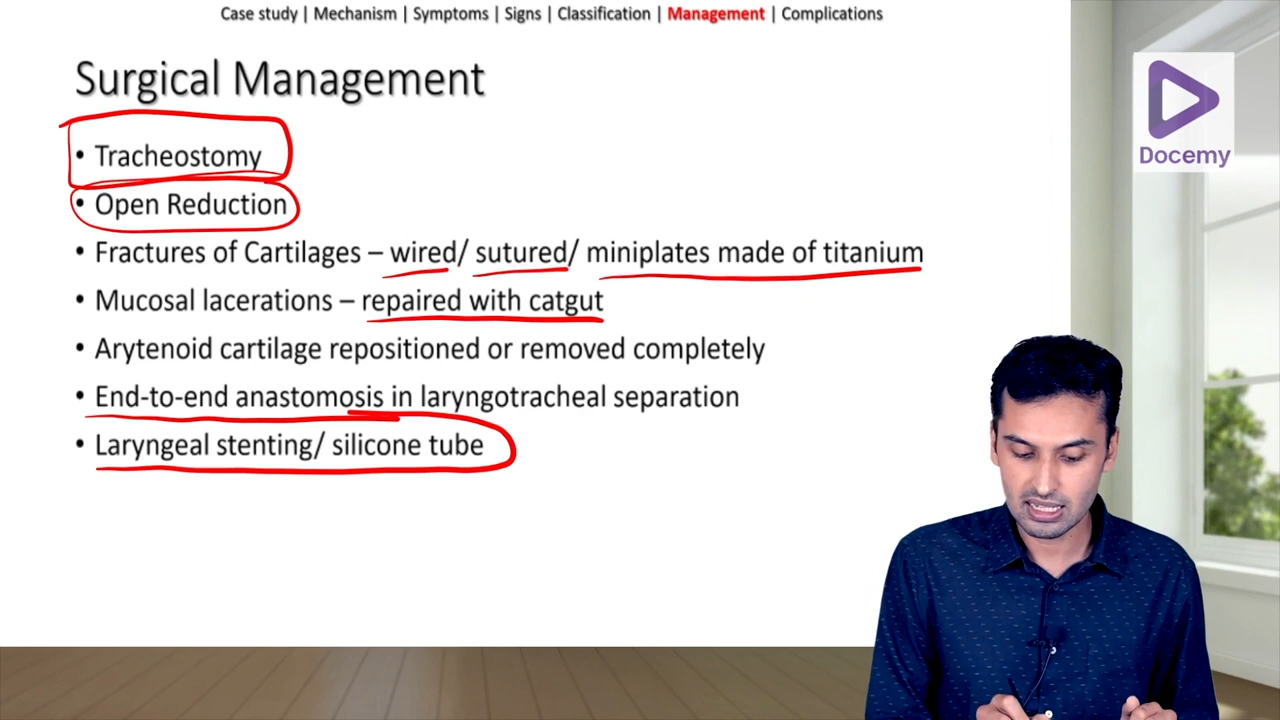 Case study | Mechanism | Symptoms | Signs | Classification | Management | Complications
Surgical Management
• Tracheostomy
• Open Reduction
• Fractures of Cartilages – wired/ sutured/ miniplates made of titanium
• Mucosal lacerations – repaired with catgut
• Arytenoid cartilage repositioned or removed completely
• End-to-end anastomosis in laryngotracheal separation
• Laryngeal stenting/ silicone tube
Docemy